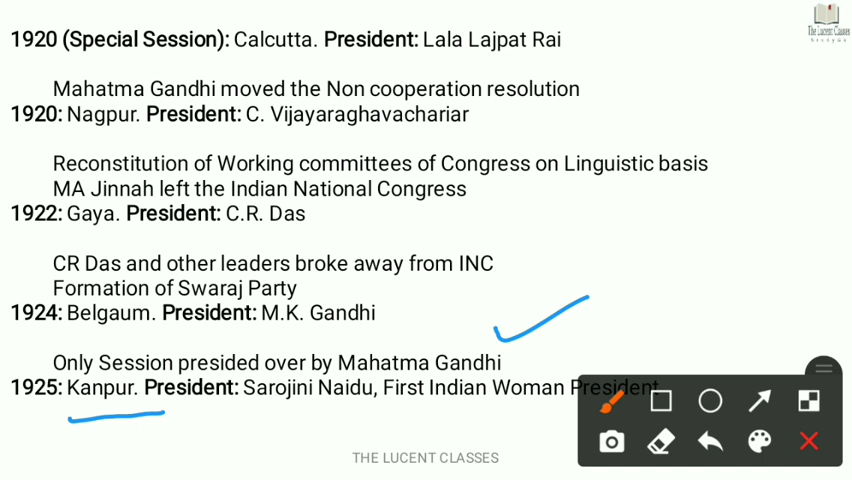 The Lucent Classes
1920 (Special Session): Calcutta. President: Lala Lajpat Rai
Mahatma Gandhi moved the Non cooperation resolution
1920: Nagpur. President: C. Vijayaraghavachariar
Reconstitution of Working committees of Congress on Linguistic basis
MA Jinnah left the Indian National Congress
1922: Gaya. President: C.R. Das
CR Das and other leaders broke away from INC
Formation of Swaraj Party
1924: Belgaum. President: M.K. Gandhi
Only Session presided over by Mahatma Gandhi
1925: Kanpur. President: Sarojini Naidu, First Indian Woman President
THE LUCENT CLASSES